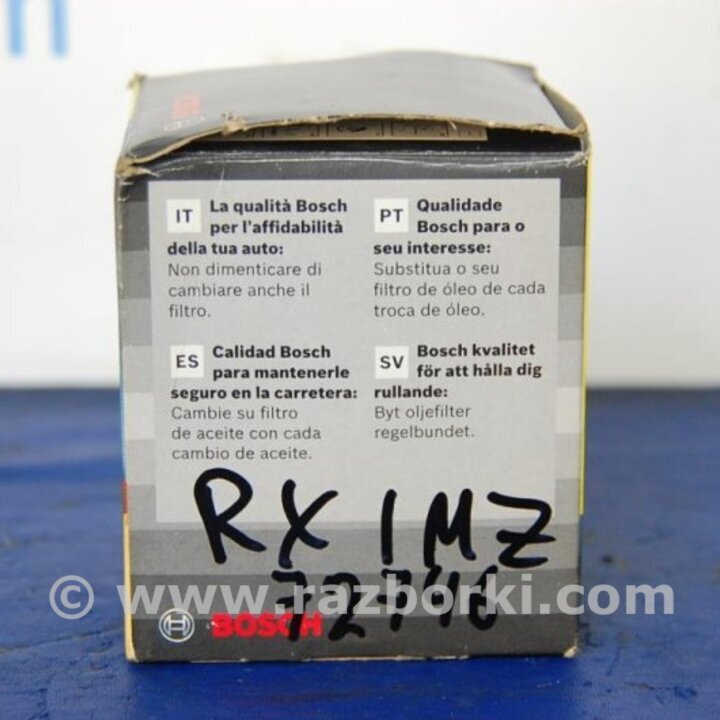 BOSCH
IT La qualità Bosch
per l'affidabilità
della tua auto:
Non dimenticare di
cambiare anche il
filtro.
PT Qualidade
Bosch para o
seu interesse:
Substitua o seu
filtro de óleo de cada
troca de óleo.
ES Calidad Bosch
para mantenerle
seguro en la carretera:
Cambie su filtro
de aceite con cada
cambio de aceite.
SV Bosch kvalitet
för att hålla dig
rullande:
Byt oljefilter
regelbundet.
RX 1MZ
72746
© www.razborki.com
BOSCH